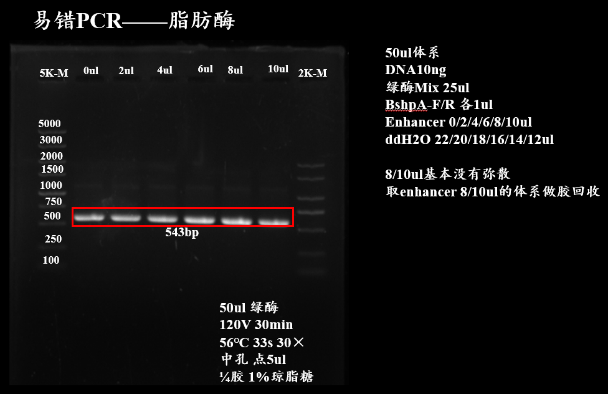 易错PCR——脂肪酶
5K-M 0ul 2ul 4ul 6ul 8ul 10ul 2K-M
5000
3000
2000
1500
1000
750
500
250
100
543bp
50ul 绿酶
120V 30min
56℃ 33s 30×
中孔 点5ul
¼胶 1%琼脂糖
50ul体系
DNA10ng
绿酶Mix 25ul
BshpA-F/R 各1ul
Enhancer 0/2/4/6/8/10ul
ddH2O 22/20/18/16/14/12ul
8/10ul基本没有弥散
取enhancer 8/10ul的体系做胶回收